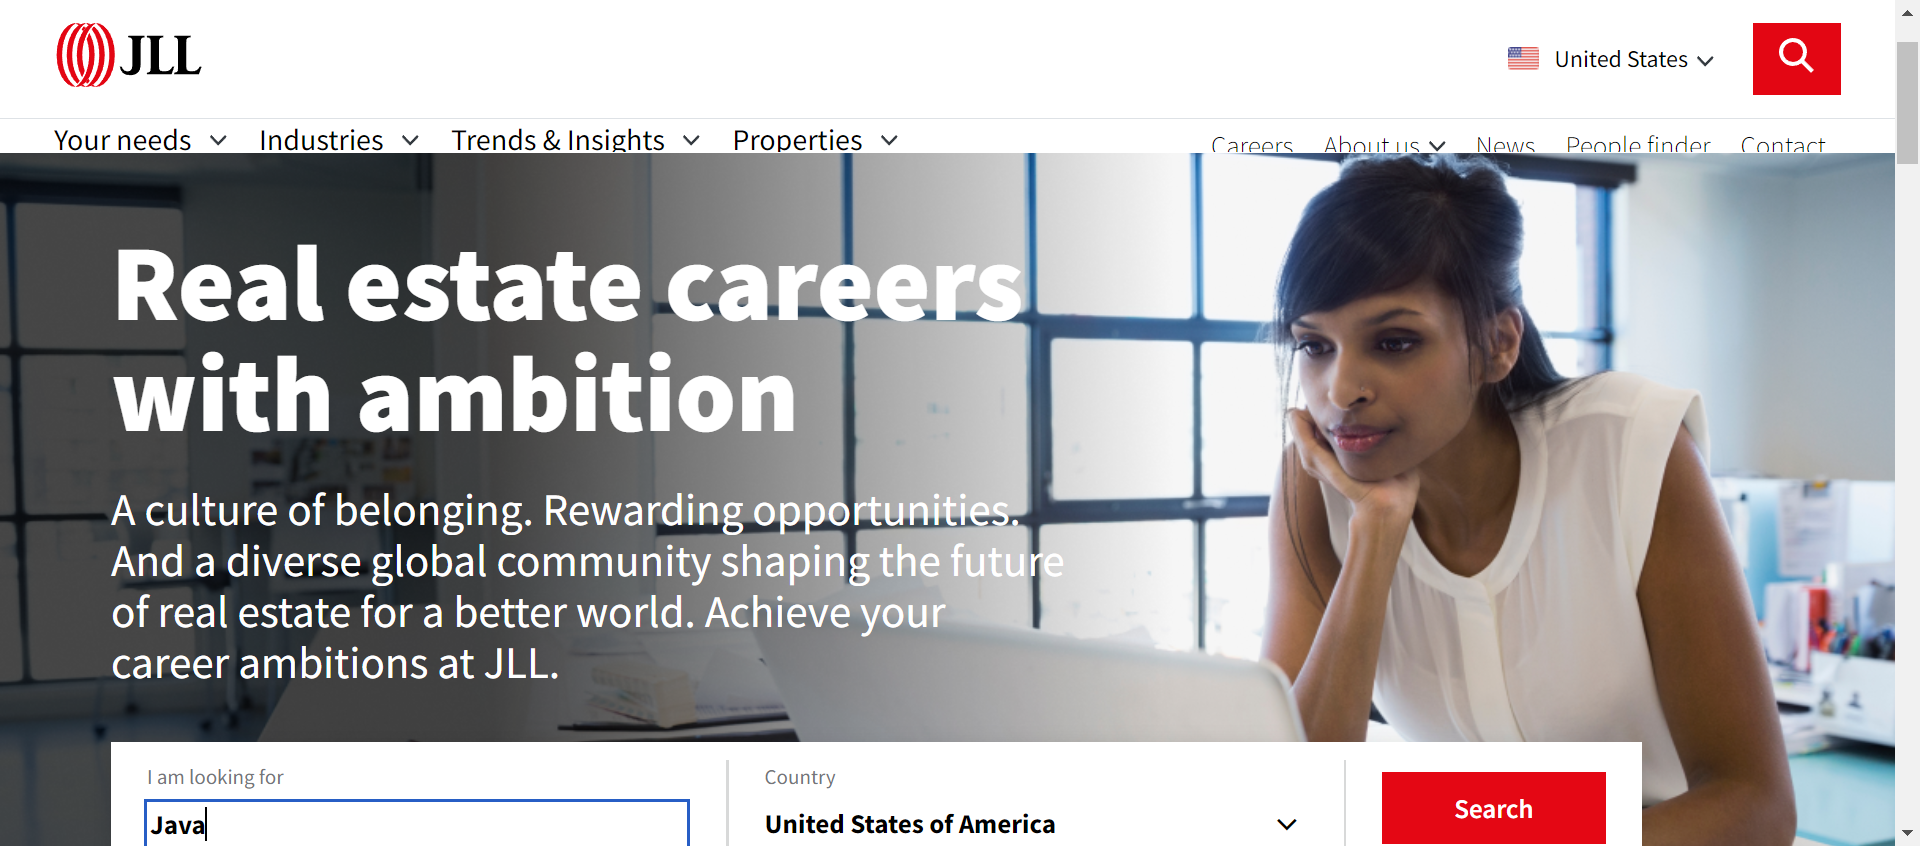 JLL
United States
Your needs Industries Trends & Insights Properties
Careers About us News People finder Contact
Real estate careers
with ambition
A culture of belonging. Rewarding opportunities.
And a diverse global community shaping the future
of real estate for a better world. Achieve your
career ambitions at JLL.
I am looking for
Java
Country
United States of America
Search